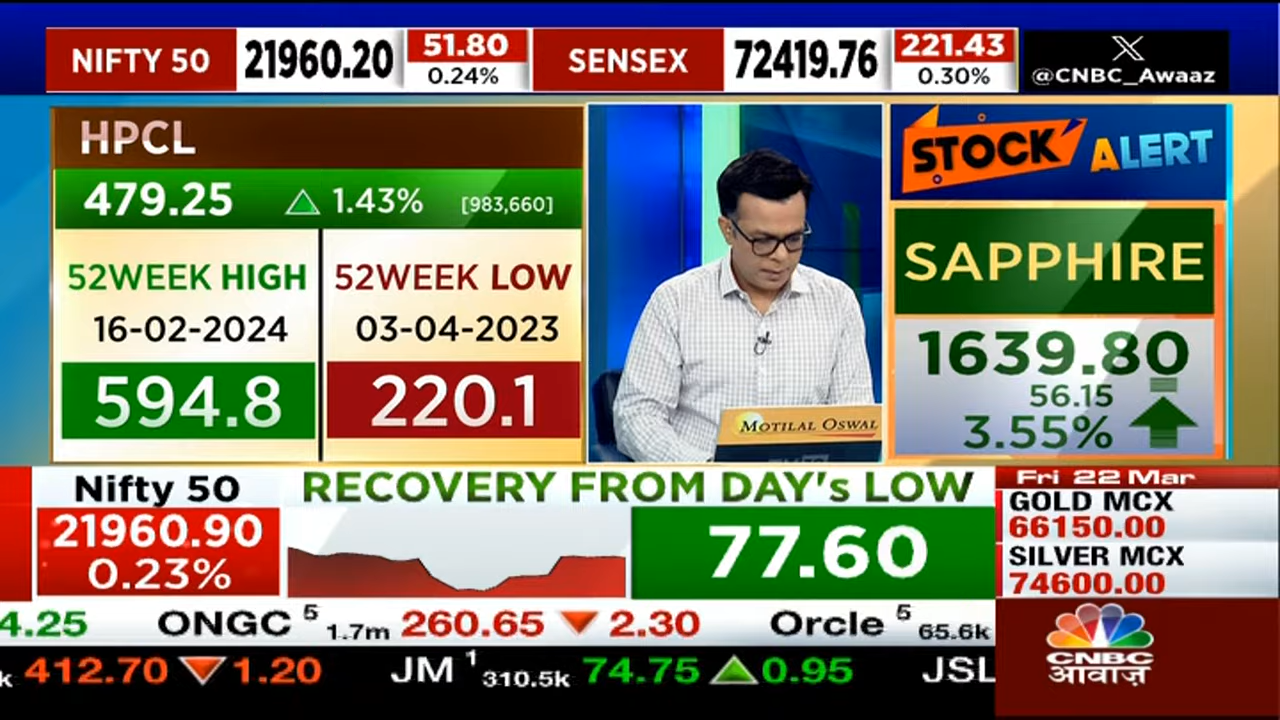 NIFTY 50 21960.20 51.80 0.24% SENSEX 72419.76 221.43 0.30%
@CNBC_Awaaz
HPCL
479.25 1.43% [983,660]
52WEEK HIGH 52WEEK LOW
16-02-2024 03-04-2023
594.8 220.1
MOTILAL OSWAL
STOCK ALERT
SAPPHIRE
1639.80
56.15
3.55%
Nifty 50 RECOVERY FROM DAY's LOW
21960.90 77.60
0.23%
Fri 22 Mar
GOLD MCX
66150.00
SILVER MCX
74600.00
4.25 ONGC 5 1.7m 260.65 2.30 Orcle 5 65.6k
k 412.70 1.20 JM 1 310.5k 74.75 0.95 JSL
CNBC
आवाज़